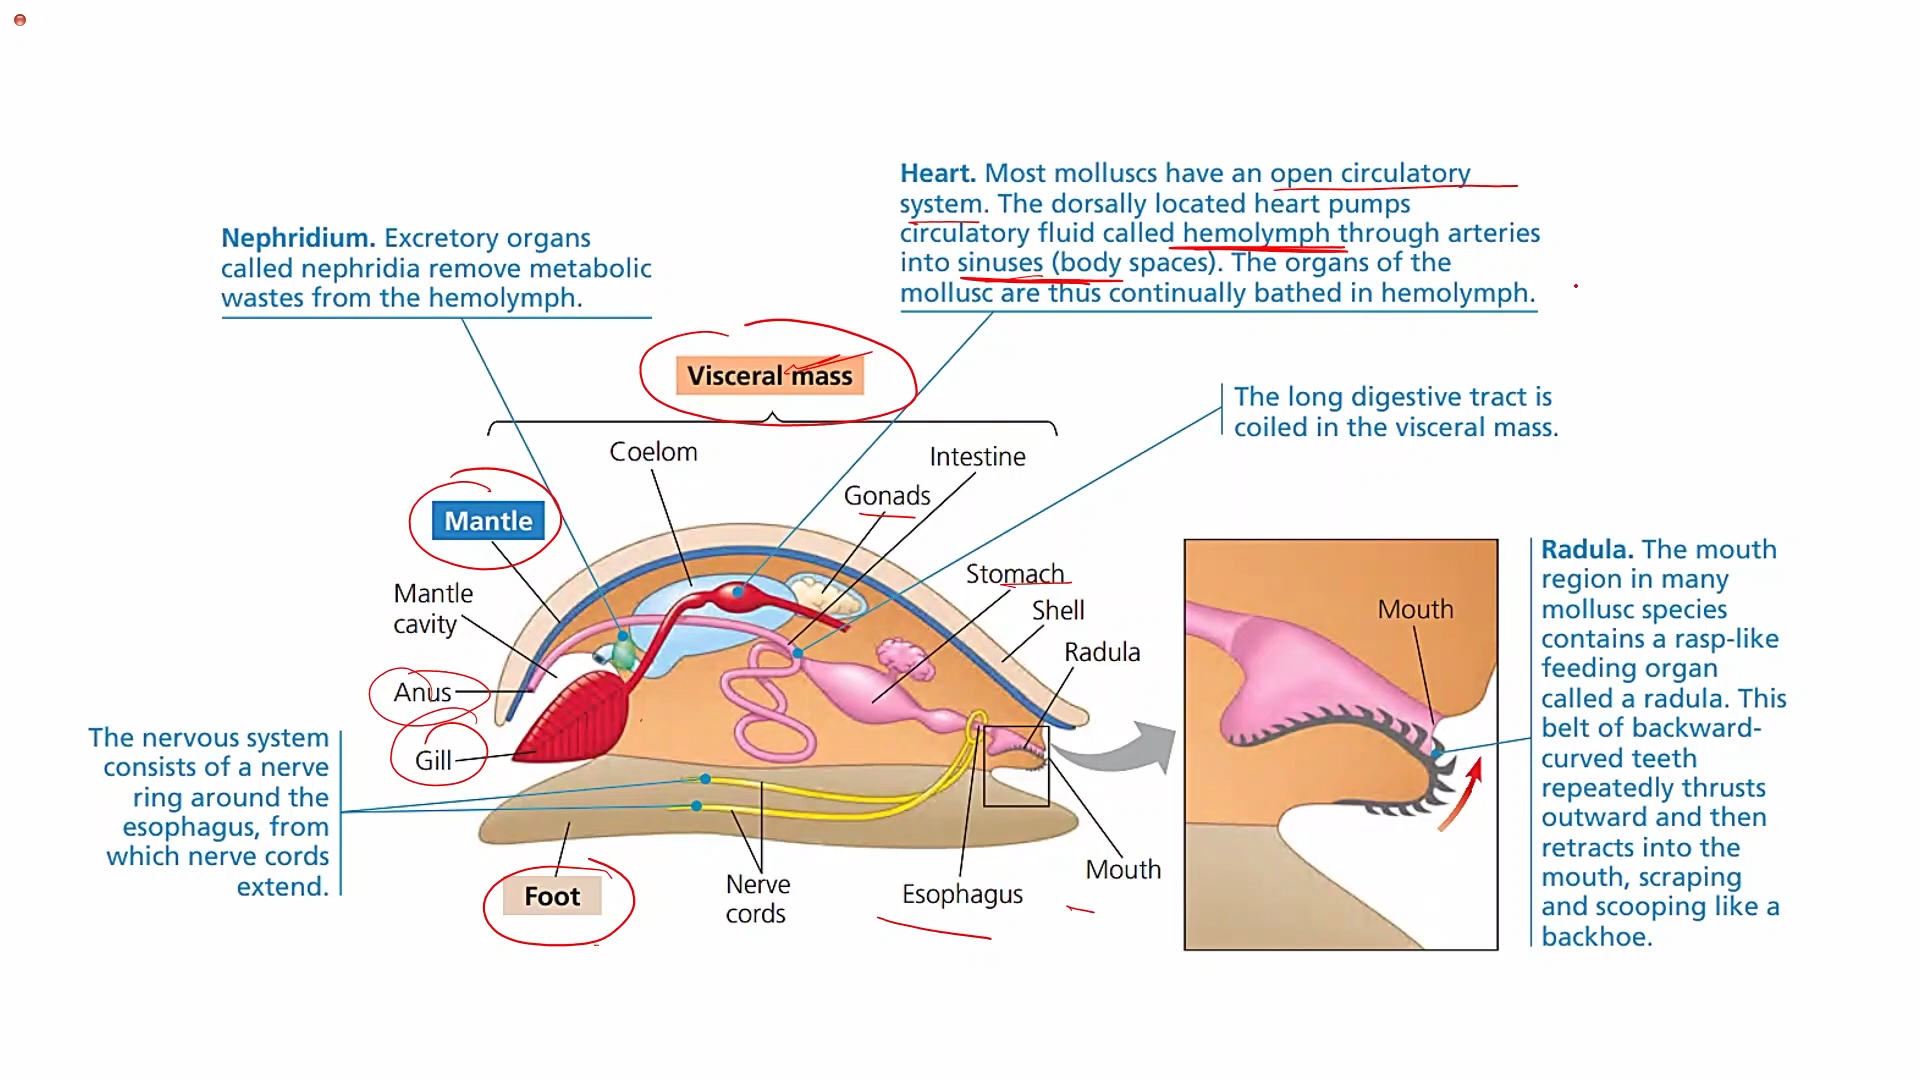 Heart. Most molluscs have an open circulatory
system. The dorsally located heart pumps
circulatory fluid called hemolymph through arteries
into sinuses (body spaces). The organs of the
mollusc are thus continually bathed in hemolymph.
Nephridium. Excretory organs
called nephridia remove metabolic
wastes from the hemolymph.
Visceral mass
The long digestive tract is
coiled in the visceral mass.
Coelom
Intestine
Gonads
Mantle
Stomach
Mantle
cavity
Shell
Radula
Anus
Gill
The nervous system
consists of a nerve
ring around the
esophagus, from
which nerve cords
extend.
Foot
Nerve
cords
Esophagus
Mouth
Mouth
Radula. The mouth
region in many
mollusc species
contains a rasp-like
feeding organ
called a radula. This
belt of backward-
curved teeth
repeatedly thrusts
outward and then
retracts into the
mouth, scraping
and scooping like a
backhoe.